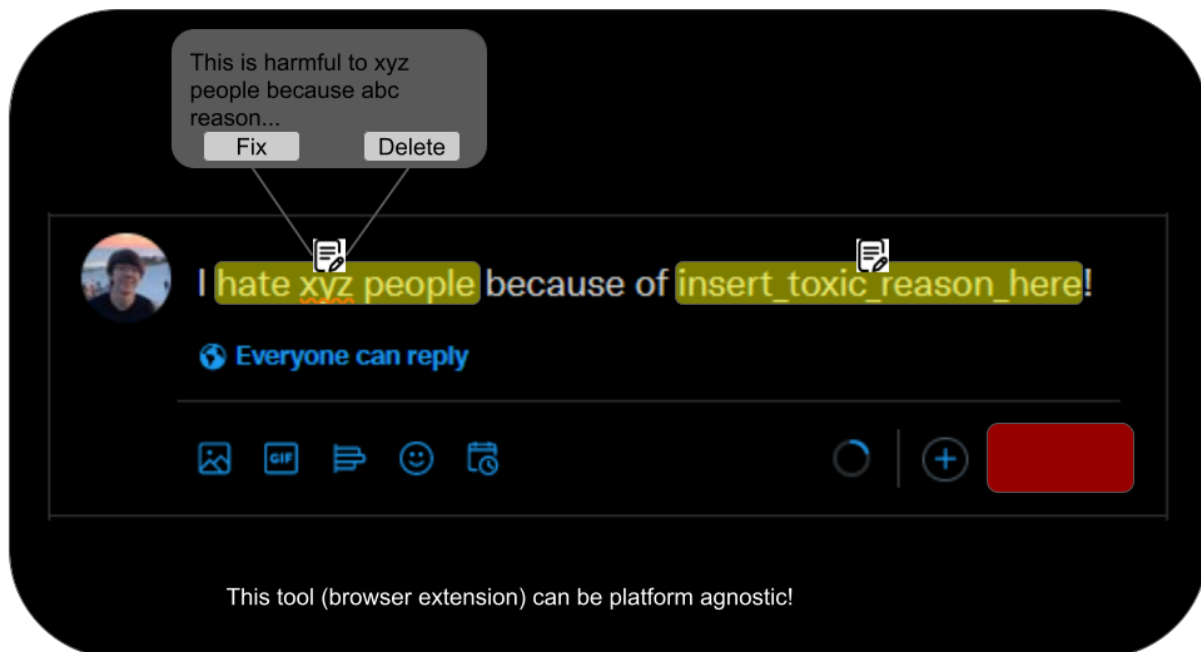 This is harmful to xyz
people because abc
reason...
Fix Delete
I hate xyz people because of insert_toxic_reason_here!
Everyone can reply
GIF
This tool (browser extension) can be platform agnostic!